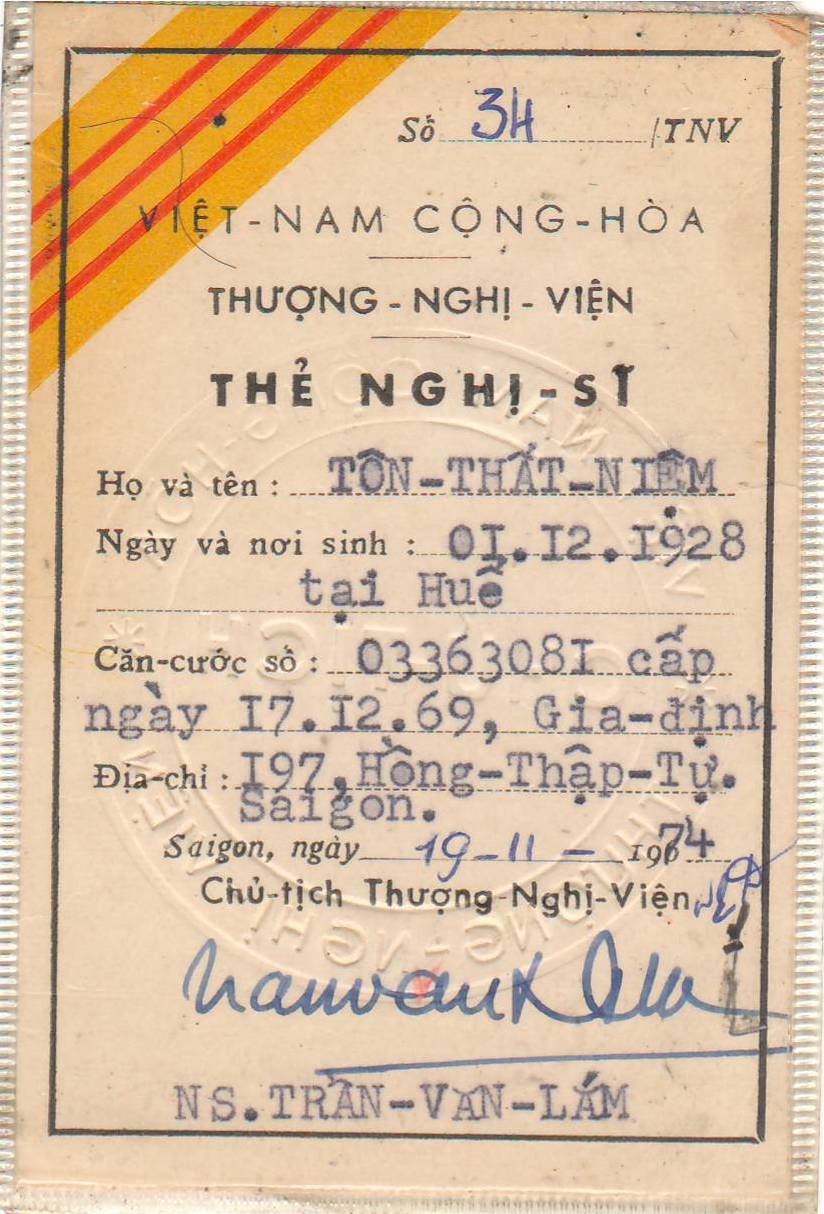 Số 34 /TNV
VIỆT-NAM CỘNG-HÒA
THƯỢNG-NGHỊ-VIỆN
THẺ NGHỊ-SĨ
Họ và tên : TÔN-THẤT-NIỆM
Ngày và nơi sinh : 0I.I2.I928
tại Huế
Căn-cước số : 0336308I cấp
ngày I7.I2.69, Gia-định
Địa-chỉ : I97, Hồng-Thập-Tự.
Saigon.
Saigon, ngày 19-11- 1974
Chủ-tịch Thượng-Nghị-Viện
NS.TRẦN-VĂN-LẮM